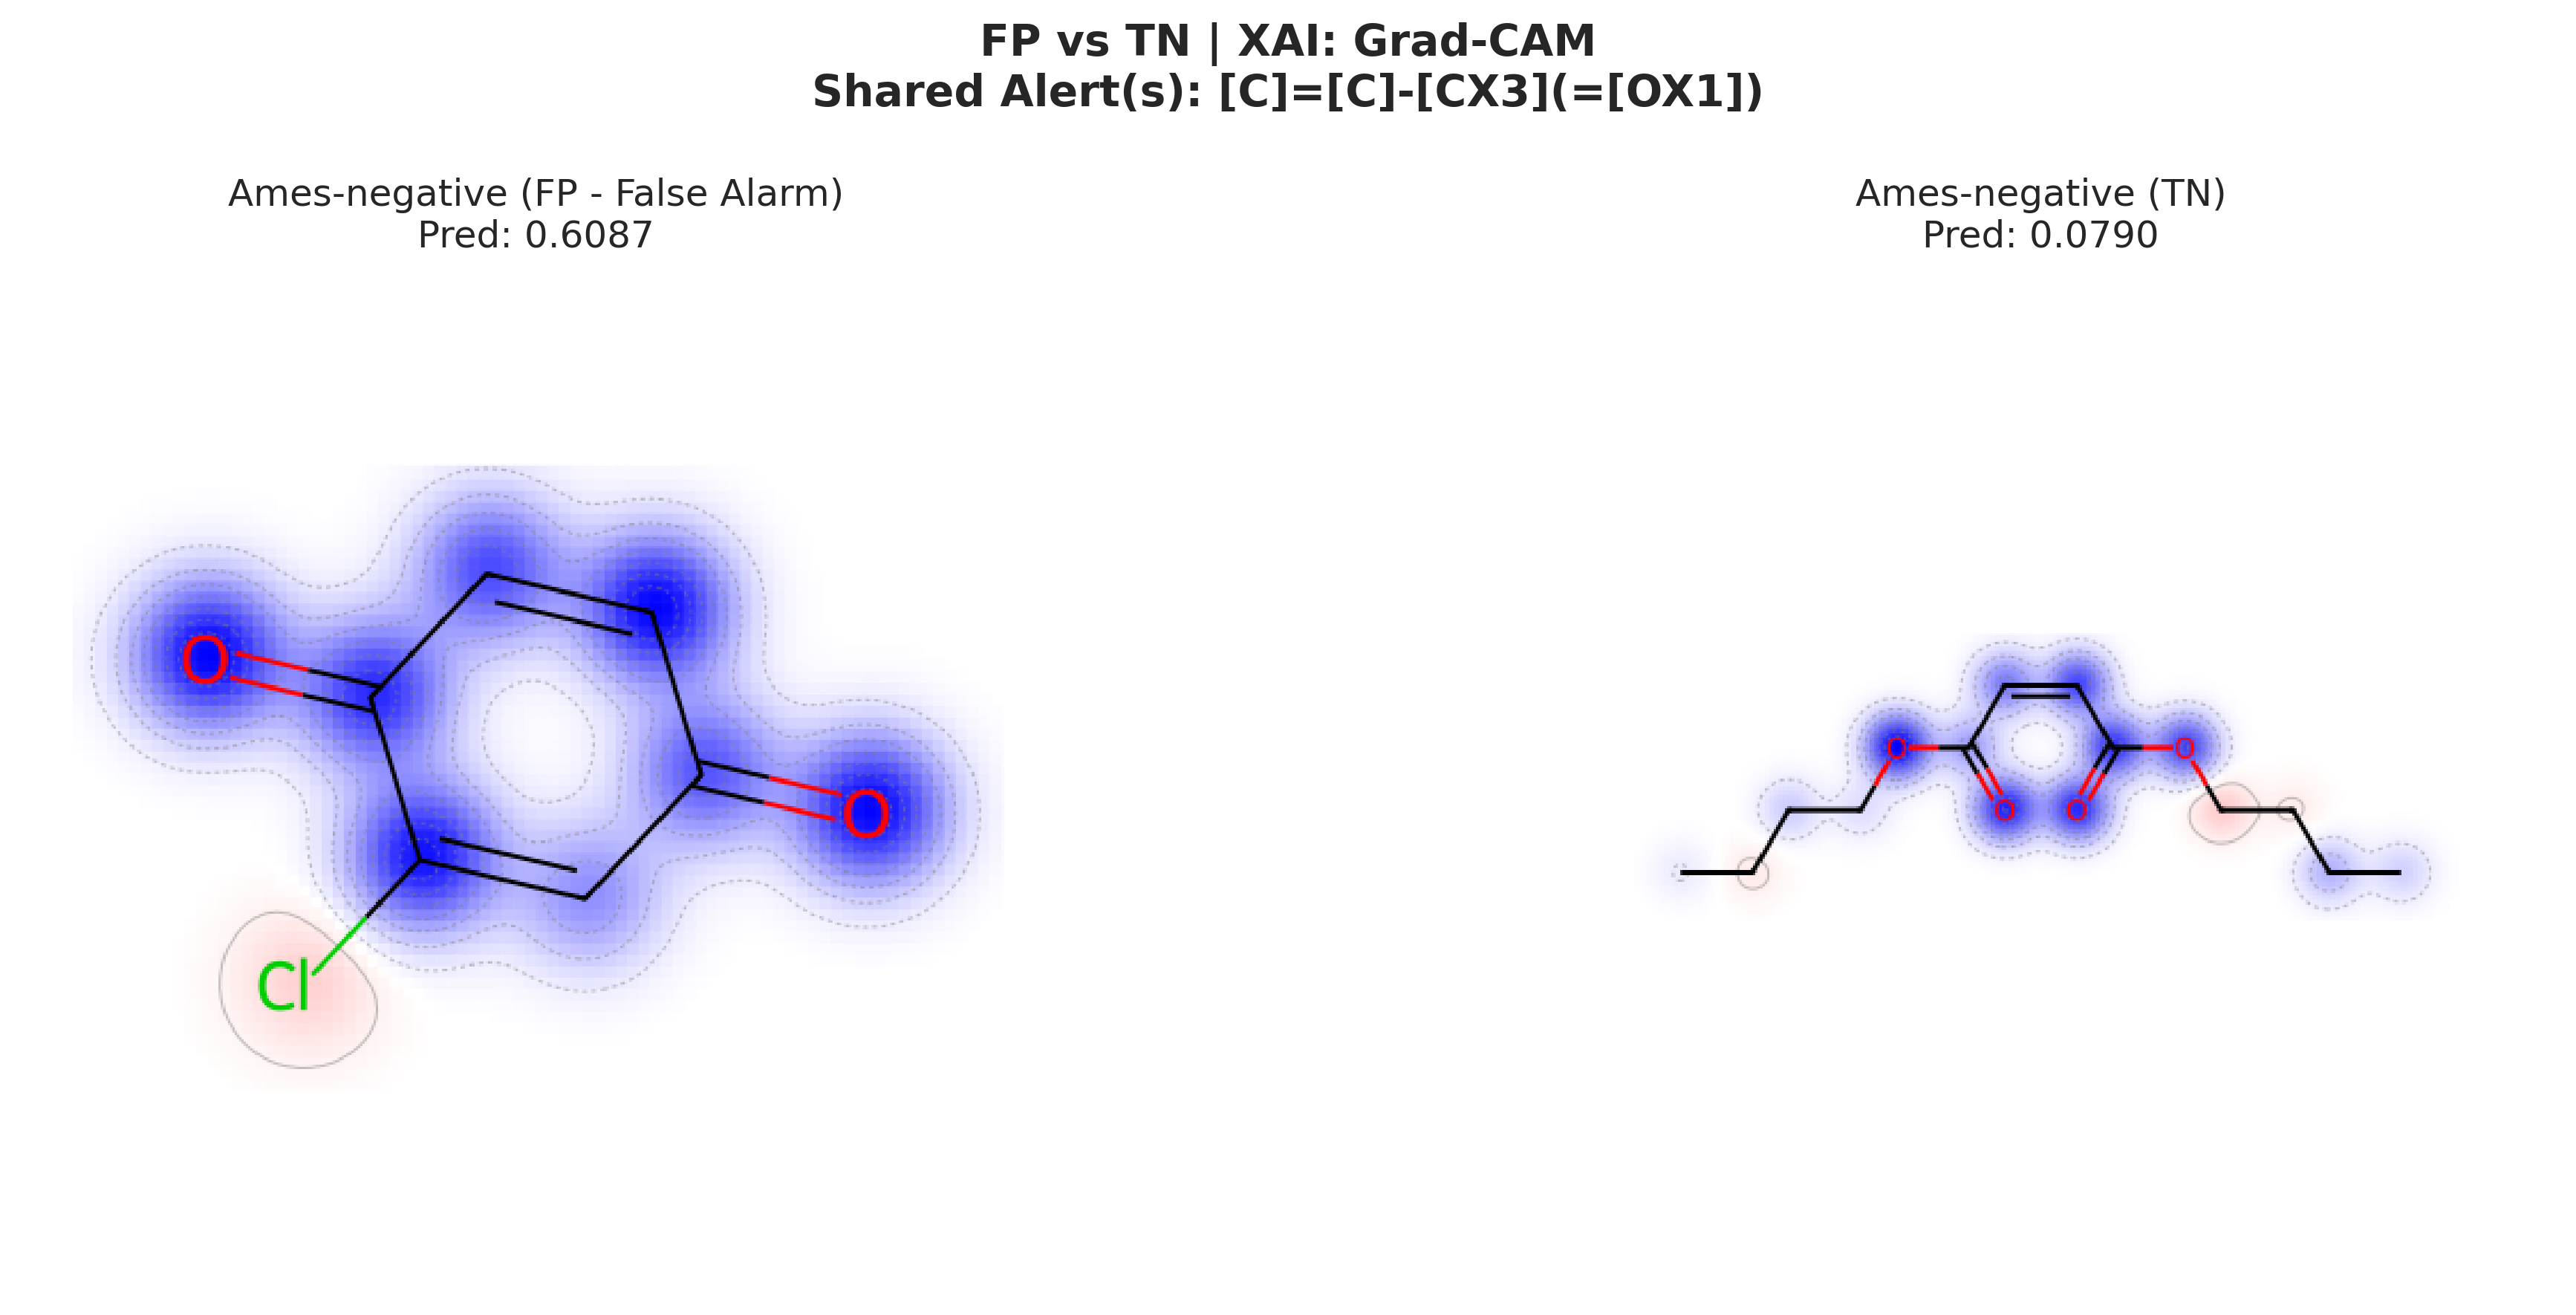 FP vs TN | XAI: Grad-CAM
Shared Alert(s): [C]=[C]-[CX3](=[OX1])
Ames-negative (FP - False Alarm)
Pred: 0.6087
Ames-negative (TN)
Pred: 0.0790
O
O
Cl
O
O
O
O